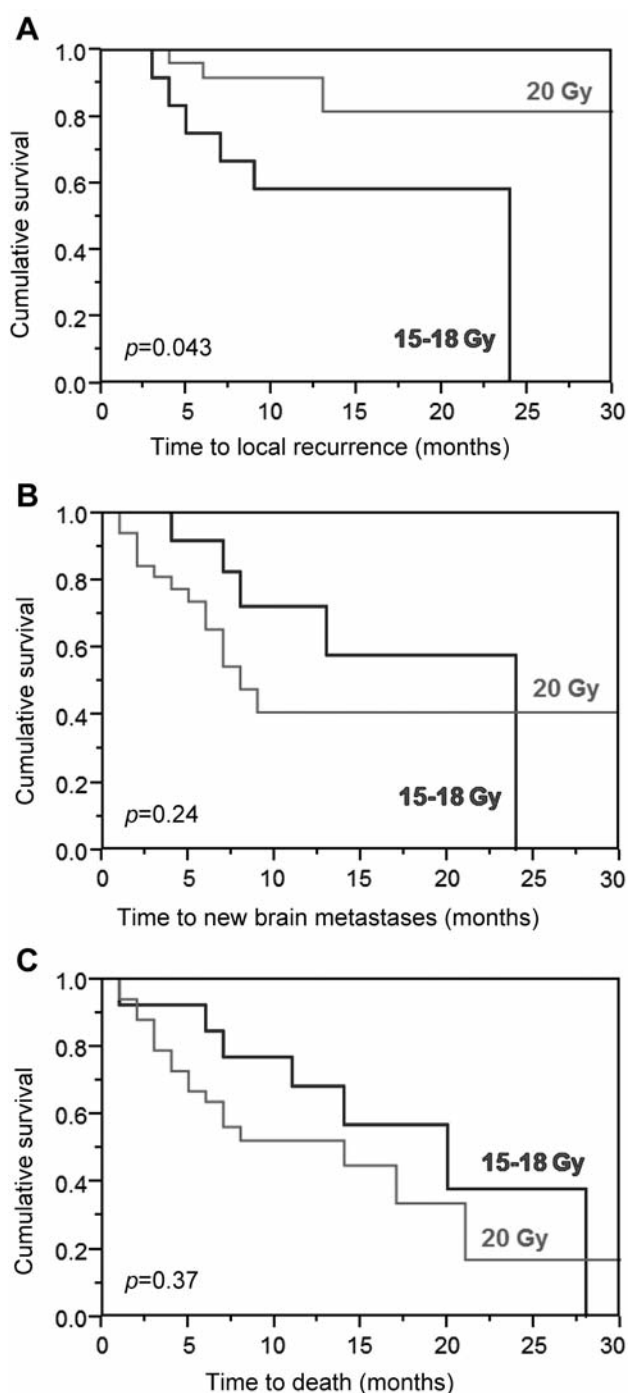 A
1.0
0.8
0.6
0.4
0.2
0.0
Cumulative survival
20 Gy
15-18 Gy
p=0.043
0 5 10 15 20 25 30
Time to local recurrence (months)
B
1.0
0.8
0.6
0.4
0.2
0.0
Cumulative survival
20 Gy
15-18 Gy
p=0.24
0 5 10 15 20 25 30
Time to new brain metastases (months)
C
1.0
0.8
0.6
0.4
0.2
0.0
Cumulative survival
15-18 Gy
20 Gy
p=0.37
0 5 10 15 20 25 30
Time to death (months)